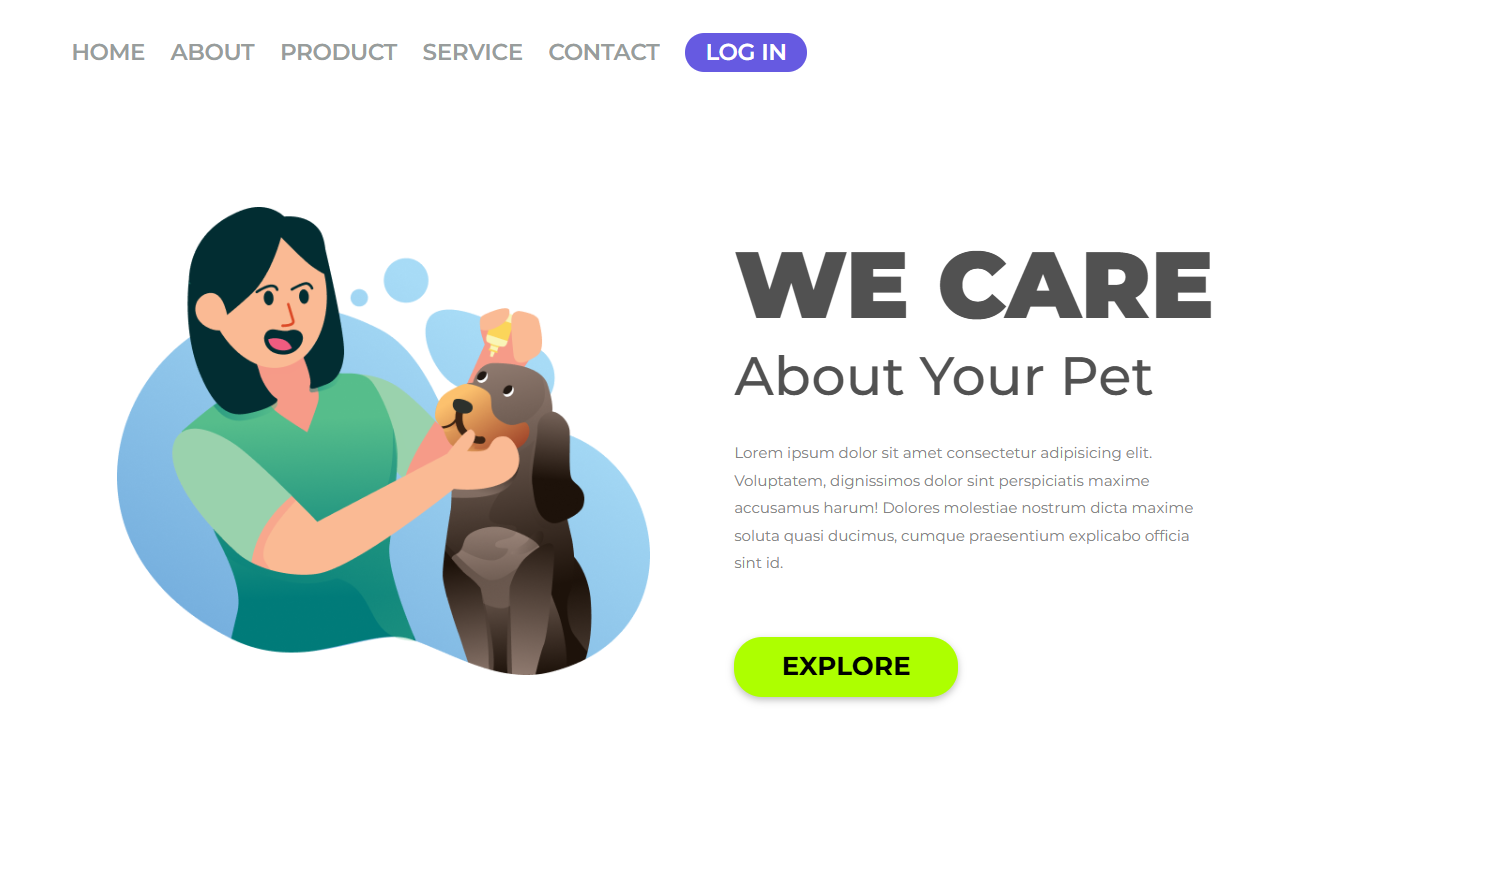 HOME ABOUT PRODUCT SERVICE CONTACT LOG IN
WE CARE
About Your Pet
Lorem ipsum dolor sit amet consectetur adipisicing elit.
Voluptatem, dignissimos dolor sint perspiciatis maxime
accusamus harum! Dolores molestiae nostrum dicta maxime
soluta quasi ducimus, cumque praesentium explicabo officia
sint id.
EXPLORE